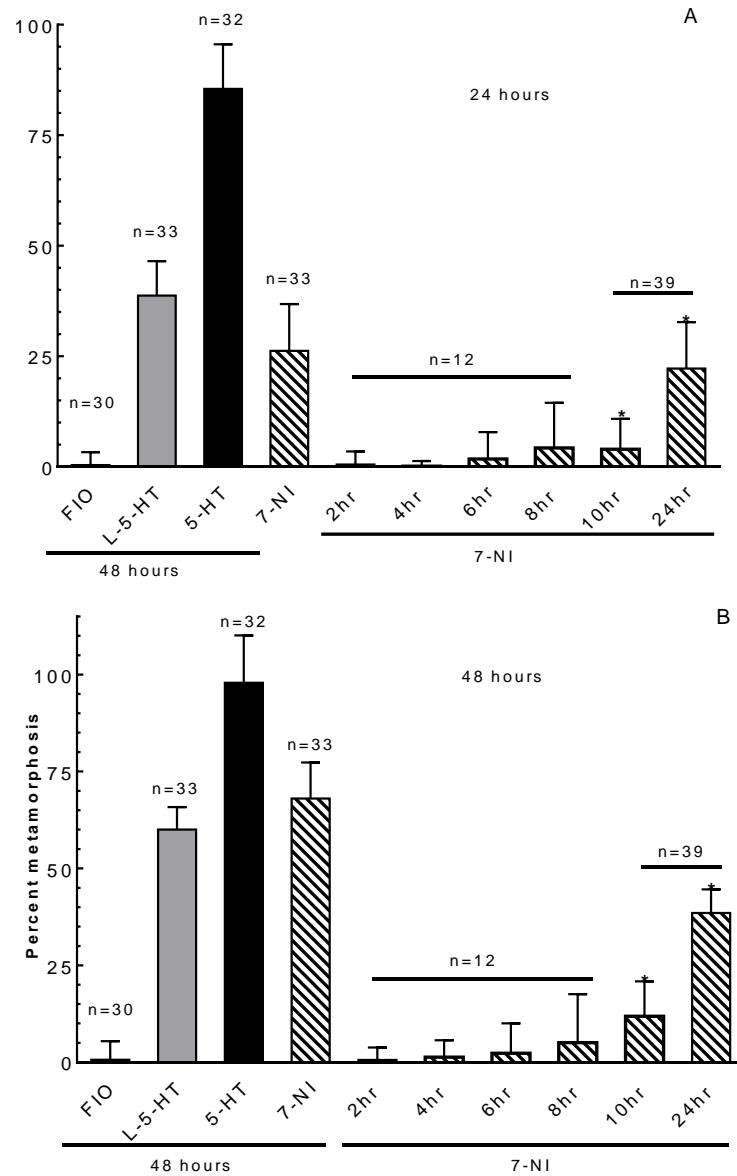 A
100
n=32
24 hours
75
50
n=33
n=33
n=39
25
n=12
n=30
*
*
0
FIO
L-5-HT
5-HT
7-NI
2hr
4hr
6hr
8hr
10hr
24hr
48 hours
7-NI
B
n=32
48 hours
100
n=33
75
n=33
Percent metamorphosis
50
n=39
*
25
n=12
n=30
*
0
FIO
L-5-HT
5-HT
7-NI
2hr
4hr
6hr
8hr
10hr
24hr
48 hours
7-NI